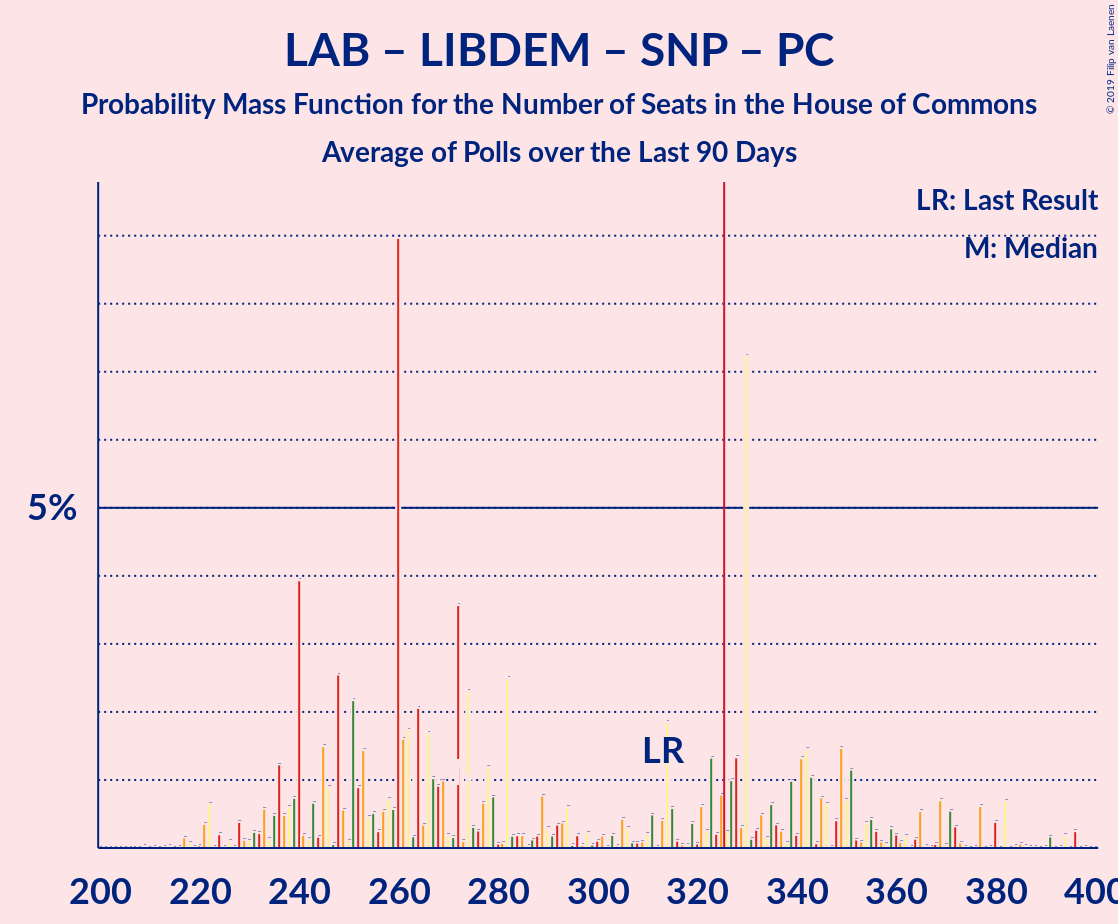 LAB – LIBDEM – SNP – PC
Probability Mass Function for the Number of Seats in the House of Commons
Average of Polls over the Last 90 Days
© 2019 Filip van Laenen
LR: Last Result
M: Median
5%
LR
200 220 240 260 280 300 320 340 360 380 400